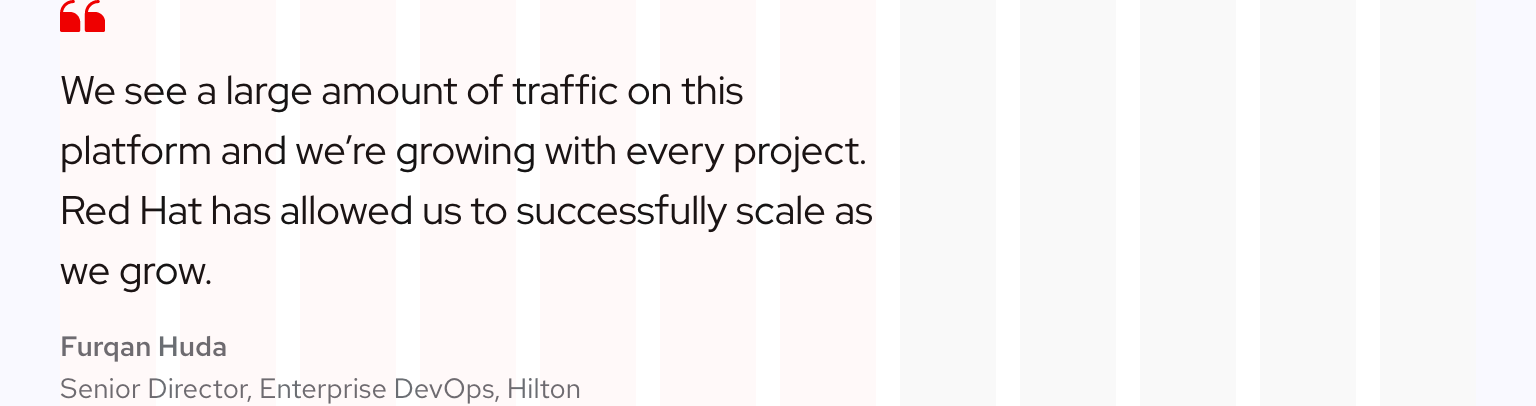 ❝
We see a large amount of traffic on this
platform and we’re growing with every project.
Red Hat has allowed us to successfully scale as
we grow.
Furqan Huda
Senior Director, Enterprise DevOps, Hilton